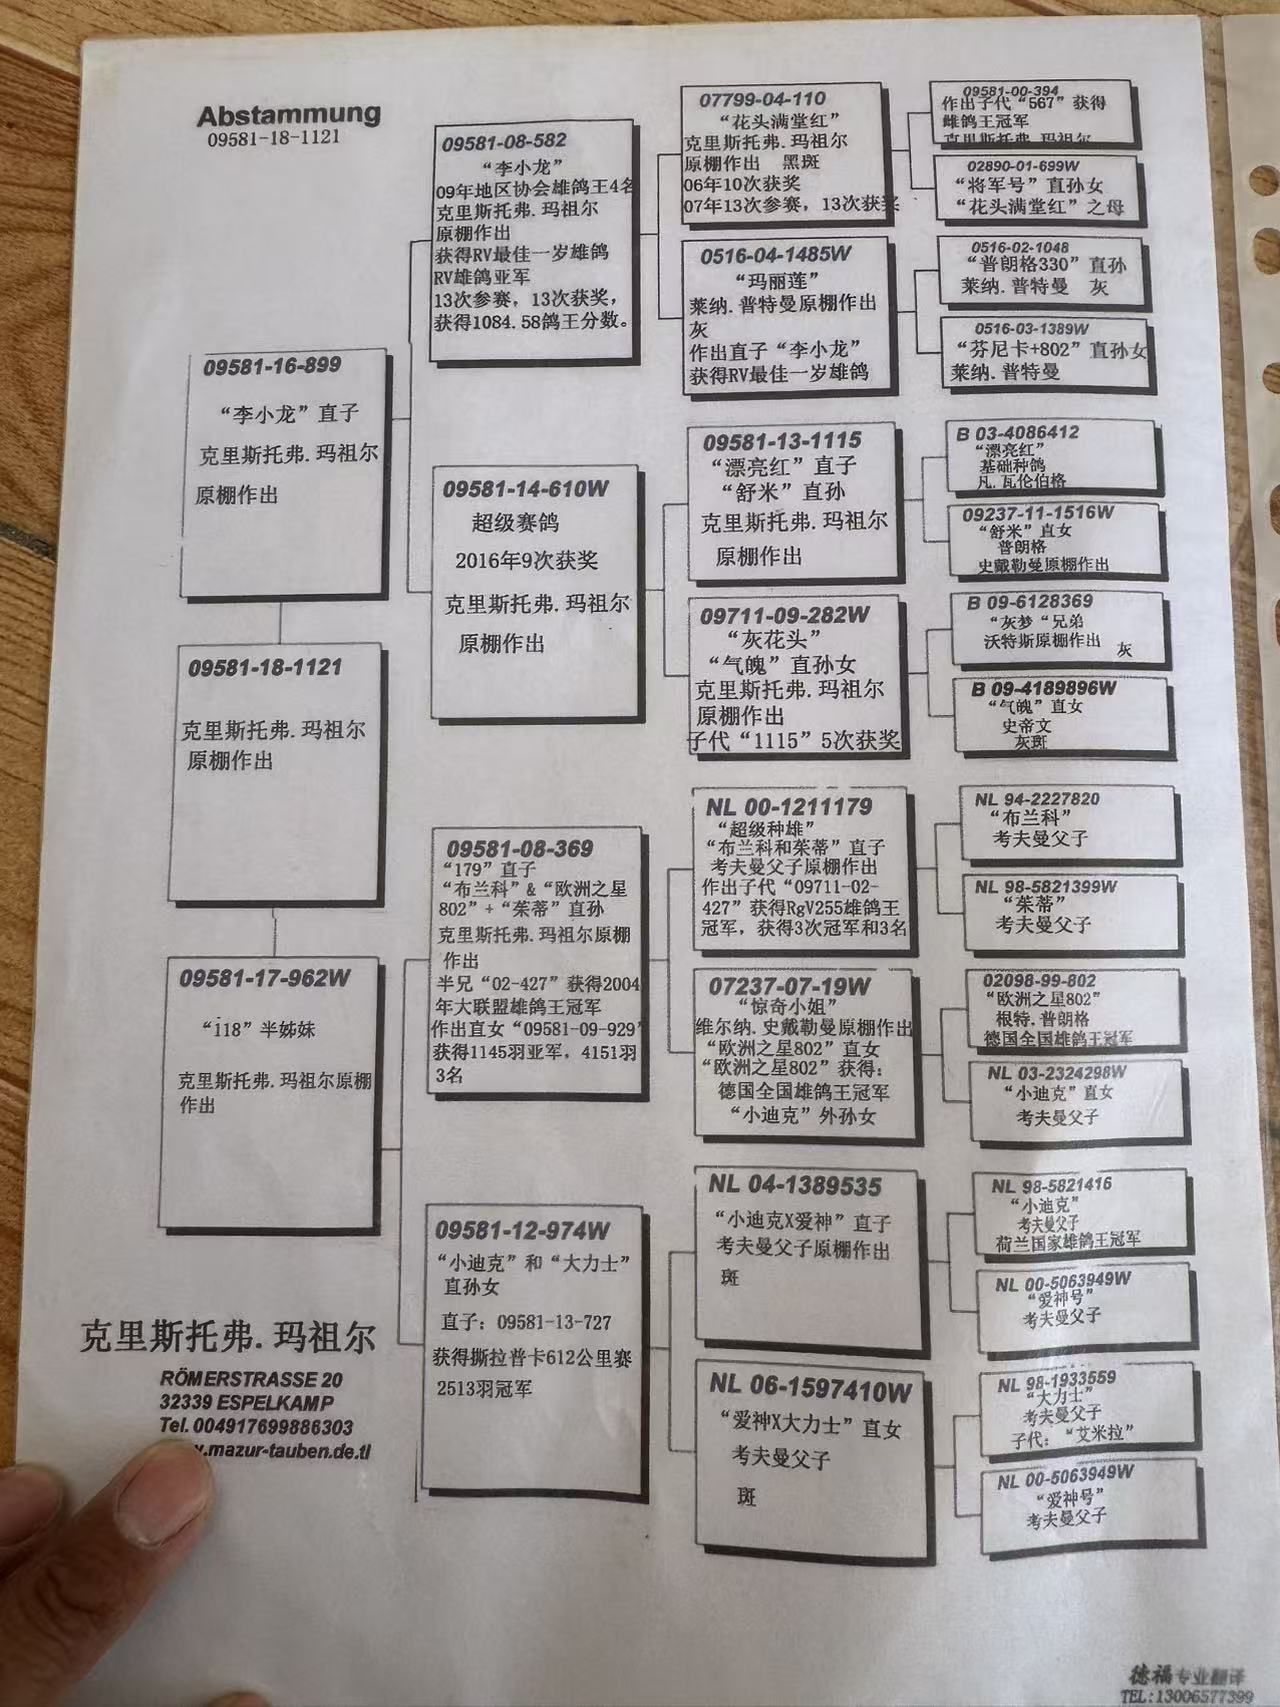 Abstammung
09581-18-1121
09581-16-899
“李小龙”直子
克里斯托弗.玛祖尔
原棚作出
09581-18-1121
克里斯托弗.玛祖尔
原棚作出
09581-17-962W
“118”半姊妹
克里斯托弗.玛祖尔原棚
作出
克里斯托弗.玛祖尔
RÖMERSTRASSE 20
32339 ESPELKAMP
Tel. 004917699886303
.mazur-tauben.de.tl
09581-08-582
“李小龙”
09年地区协会雄鸽王4名
克里斯托弗.玛祖尔
原棚作出
获得RV最佳一岁雄鸽
RV雄鸽亚军
13次参赛，13次获奖，
获得1084.58鸽王分数。
09581-14-610W
超级赛鸽
2016年9次获奖
克里斯托弗.玛祖尔
原棚作出
09581-08-369
“179”直子
“布兰科”&“欧洲之星
802”+“茱蒂”直孙
克里斯托弗.玛祖尔原棚
作出
半兄“02-427”获得2004
年大联盟雄鸽王冠军
作出直女“09581-09-929”
获得1145羽亚军，4151羽
3名
09581-12-974W
“小迪克”和“大力士”
直孙女
直子：09581-13-727
获得撕拉普卡612公里赛
2513羽冠军
07799-04-110
“花头满堂红”
克里斯托弗.玛祖尔
原棚作出 黑斑
06年10次获奖
07年13次参赛，13次获奖
0516-04-1485W
“玛丽莲”
莱纳.普特曼原棚作出
灰
作出直子“李小龙”
获得RV最佳一岁雄鸽
09581-13-1115
“漂亮红”直子
“舒米”直孙
克里斯托弗.玛祖尔
原棚作出
09711-09-282W
“灰花头”
“气魄”直孙女
克里斯托弗.玛祖尔
原棚作出
子代“1115”5次获奖
NL 00-1211179
“超级种雄”
“布兰科和茱蒂”直子
考夫曼父子原棚作出
作出子代“09711-02-
427”获得RgV255雄鸽王
冠军，获得3次冠军和3名
07237-07-19W
“惊奇小姐”
维尔纳.史戴勒曼原棚作出
“欧洲之星802”直女
“欧洲之星802”获得：
德国全国雄鸽王冠军
“小迪克”外孙女
NL 04-1389535
“小迪克X爱神”直子
考夫曼父子原棚作出
斑
NL 06-1597410W
“爱神X大力士”直女
考夫曼父子
斑
09581-00-394
作出子代“567”获得
雌鸽王冠军
克里斯托弗.玛祖尔
02890-01-699W
“将军号”直孙女
“花头满堂红”之母
0516-02-1048
“普朗格330”直孙
莱纳.普特曼 灰
0516-03-1389W
“芬尼卡+802”直孙女
莱纳.普特曼
B 03-4086412
“漂亮红”
基础种鸽
凡.瓦伦伯格
09237-11-1516W
“舒米”直女
普朗格
史戴勒曼原棚作出
B 09-6128369
“灰梦“兄弟
沃特斯原棚作出 灰
B 09-4189896W
“气魄”直女
史帝文
灰斑
NL 94-2227820
“布兰科”
考夫曼父子
NL 98-5821399W
“茱蒂”
考夫曼父子
02098-99-802
“欧洲之星802”
根特.普朗格
德国全国雄鸽王冠军
NL 03-2324298W
“小迪克”直女
考夫曼父子
NL 98-5821416
“小迪克”
考夫曼父子
荷兰国家雄鸽王冠军
NL 00-5063949W
“爱神号”
考夫曼父子
NL 98-1933559
“大力士”
考夫曼父子
子代：“艾米拉”
NL 00-5063949W
“爱神号”
考夫曼父子
德福专业翻译
TEL:13006577399